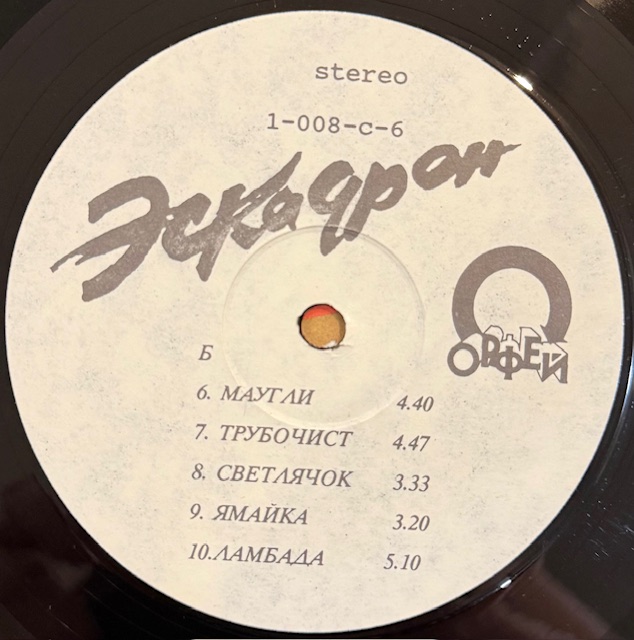 stereo
1-008-с-6
Эскадрон
ОРФЕЙ
Б
6. МАУГЛИ 4.40
7. ТРУБОЧИСТ 4.47
8. СВЕТЛЯЧОК 3.33
9. ЯМАЙКА 3.20
10.ЛАМБАДА 5.10